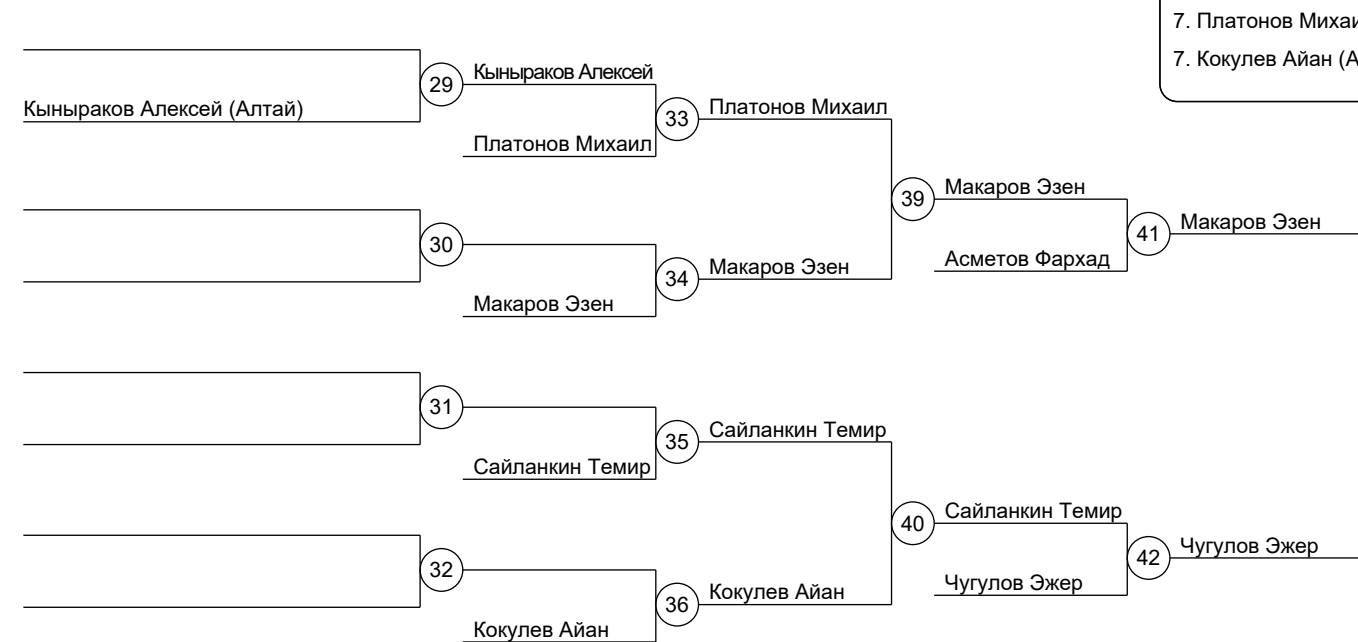 7. Платонов Михаи
7. Кокулев Айан (А
Кыныраков Алексей (Алтай)
29
Кыныраков Алексей
Платонов Михаил
33
Платонов Михаил
30
Макаров Эзен
34
Макаров Эзен
39
Макаров Эзен
Асметов Фархад
41
Макаров Эзен
31
Сайланкин Темир
35
Сайланкин Темир
32
Кокулев Айан
36
Кокулев Айан
40
Сайланкин Темир
Чугулов Эжер
42
Чугулов Эжер